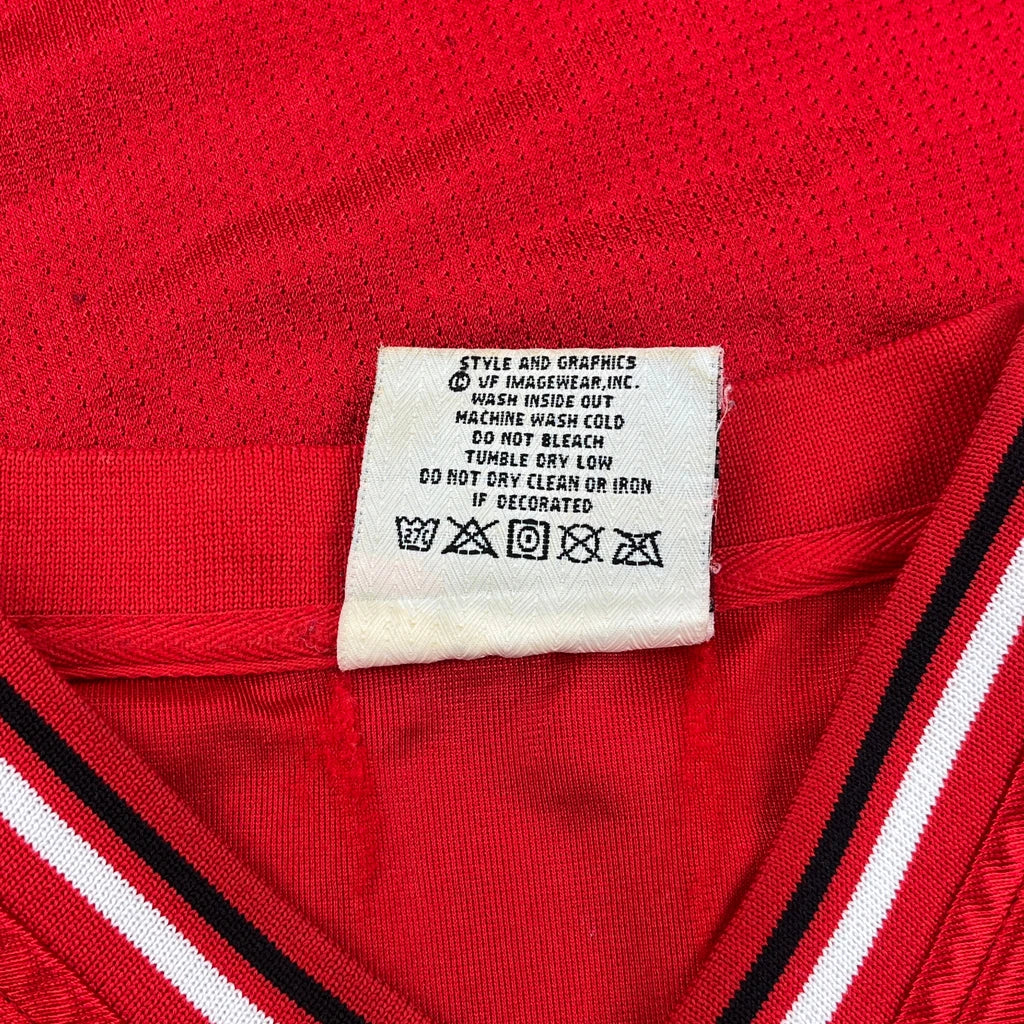 STYLE AND GRAPHICS
© VF IMAGEWEAR,INC.
WASH INSIDE OUT
MACHINE WASH COLD
DO NOT BLEACH
TUMBLE DRY LOW
DO NOT DRY CLEAN OR IRON
IF DECORATED